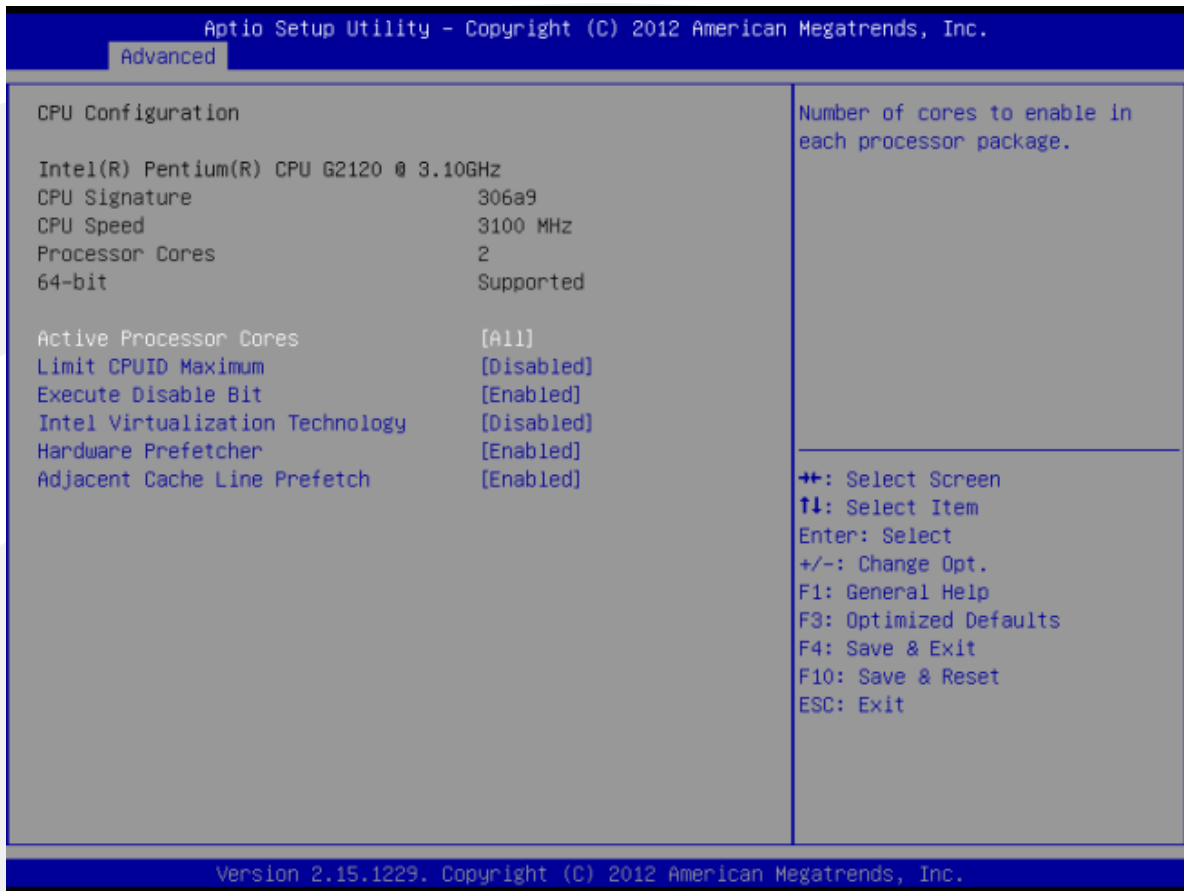 Aptio Setup Utility – Copyright (C) 2012 American Megatrends, Inc.
Advanced
CPU Configuration
Intel(R) Pentium(R) CPU G2120 @ 3.10GHz
CPU Signature 306a9
CPU Speed 3100 MHz
Processor Cores 2
64-bit Supported
Active Processor Cores [All]
Limit CPUID Maximum [Disabled]
Execute Disable Bit [Enabled]
Intel Virtualization Technology [Disabled]
Hardware Prefetcher [Enabled]
Adjacent Cache Line Prefetch [Enabled]
Number of cores to enable in
each processor package.
→←: Select Screen
↑↓: Select Item
Enter: Select
+/-: Change Opt.
F1: General Help
F3: Optimized Defaults
F4: Save & Exit
F10: Save & Reset
ESC: Exit
Version 2.15.1229. Copyright (C) 2012 American Megatrends, Inc.